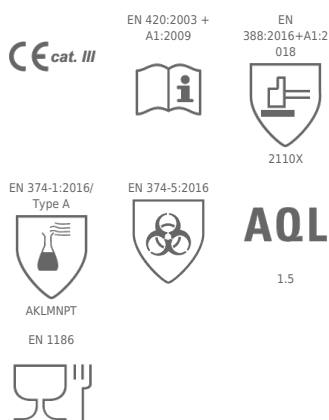 CE cat. III
EN 420:2003 +
A1:2009
EN
388:2016+A1:2
018
2110X
EN 374-1:2016/
Type A
AKLMNPT
EN 374-5:2016
AQL
1.5
EN 1186